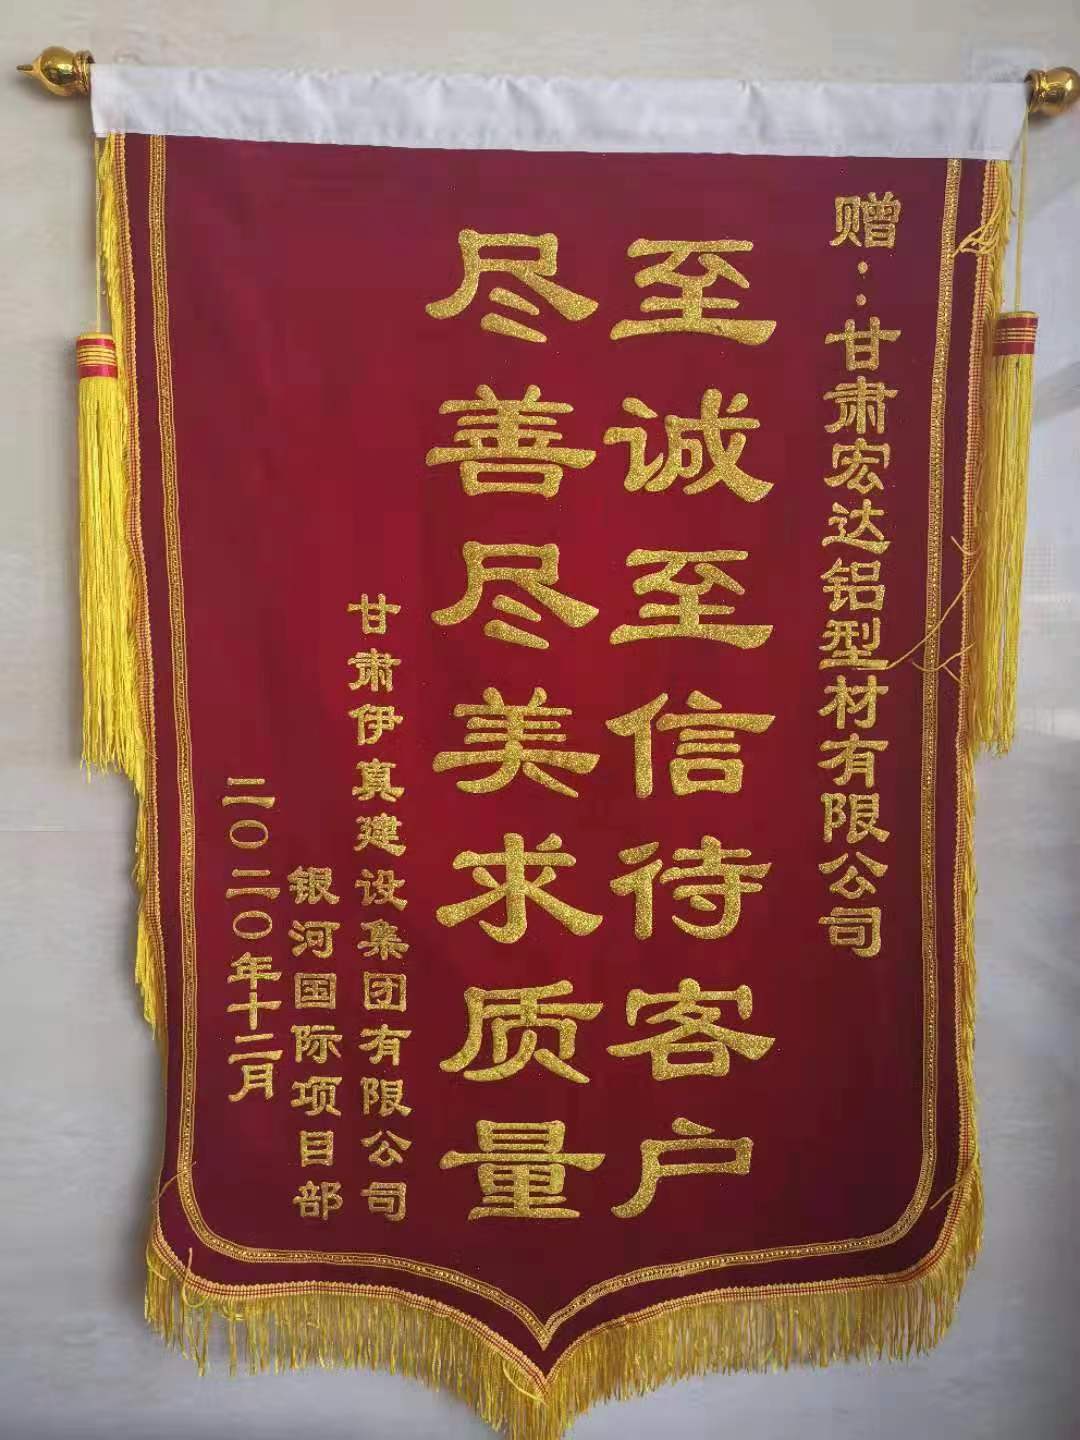 赠：甘肃宏达铝型材有限公司
至诚至信待客户
尽善尽美求质量
甘肃伊真建设集团有限公司
银河国际项目部
二〇二〇年十二月